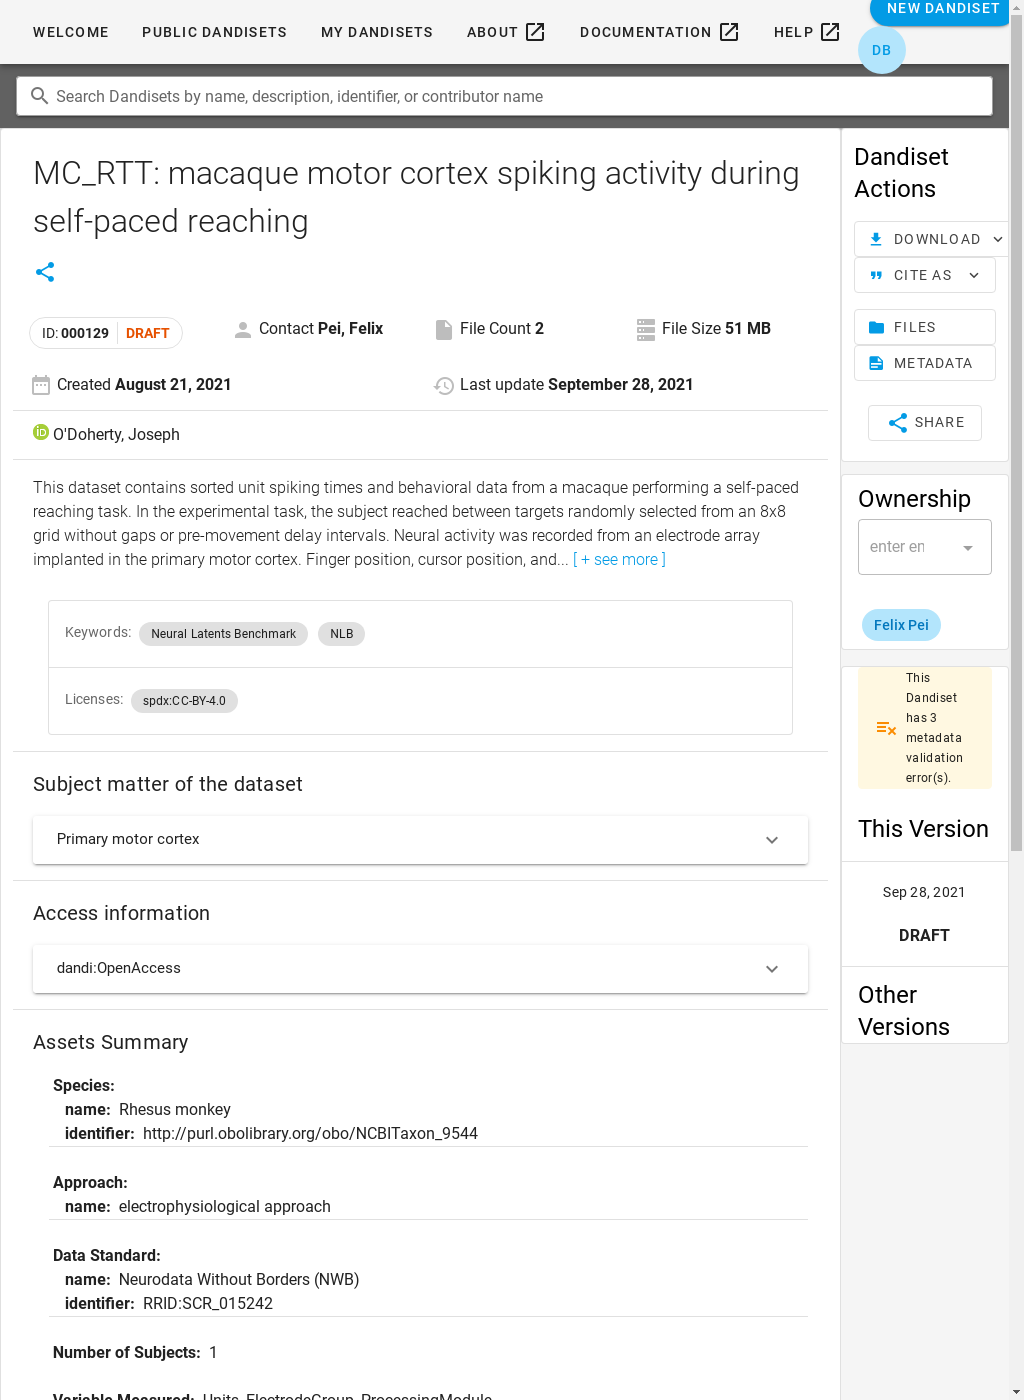 WELCOME PUBLIC DANDISETS MY DANDISETS ABOUT DOCUMENTATION HELP NEW DANDISET
DB
Search Dandisets by name, description, identifier, or contributor name
MC_RTT: macaque motor cortex spiking activity during
self-paced reaching
ID: 000129 DRAFT
Contact Pei, Felix
File Count 2
File Size 51 MB
Created August 21, 2021
Last update September 28, 2021
iD O'Doherty, Joseph
This dataset contains sorted unit spiking times and behavioral data from a macaque performing a self-paced
reaching task. In the experimental task, the subject reached between targets randomly selected from an 8x8
grid without gaps or pre-movement delay intervals. Neural activity was recorded from an electrode array
implanted in the primary motor cortex. Finger position, cursor position, and... [ + see more ]
Keywords: Neural Latents Benchmark NLB
Licenses: spdx:CC-BY-4.0
Subject matter of the dataset
Primary motor cortex
Access information
dandi:OpenAccess
Assets Summary
Species:
name: Rhesus monkey
identifier: http://purl.obolibrary.org/obo/NCBITaxon_9544
Approach:
name: electrophysiological approach
Data Standard:
name: Neurodata Without Borders (NWB)
identifier: RRID:SCR_015242
Number of Subjects: 1
Variable Measured: Units, ElectrodeGroup, ProcessingModule
Dandiset
Actions
DOWNLOAD
CITE AS
FILES
METADATA
SHARE
Ownership
enter en
Felix Pei
This
Dandiset
has 3
metadata
validation
error(s).
This Version
Sep 28, 2021
DRAFT
Other
Versions